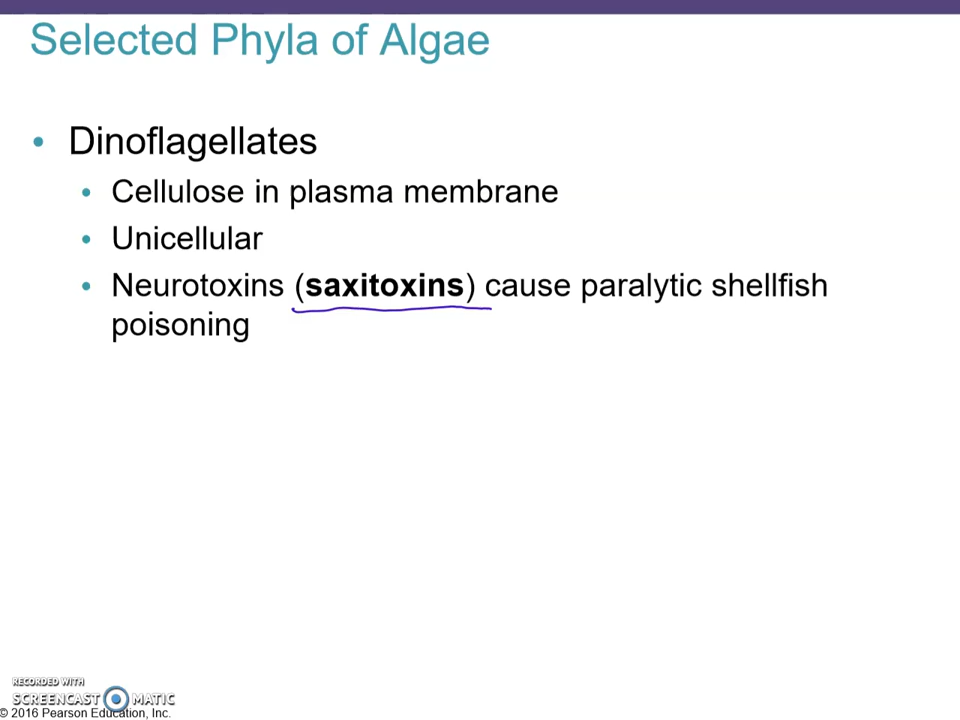 Selected Phyla of Algae
• Dinoflagellates
• Cellulose in plasma membrane
• Unicellular
• Neurotoxins (saxitoxins) cause paralytic shellfish
poisoning
RECORDED WITH
SCREENCAST MATIC
© 2016 Pearson Education, Inc.